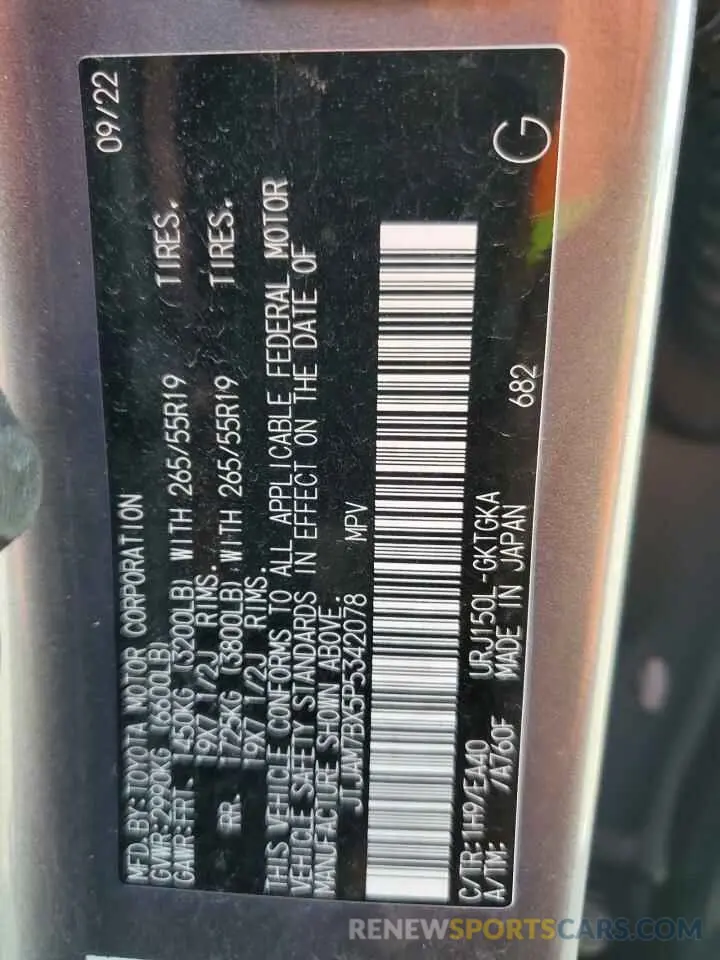 MFD.BY:TOYOTA MOTOR CORPORATION 09/22
GVWR:2990KG (6600LB)
GAWR:FRT. 1450KG (3200LB) WITH 265/55R19 TIRES.
19X7 1/2J RIMS.
RR. 1725KG (3800LB) WITH 265/55R19 TIRES.
19X7 1/2J RIMS.
THIS VEHICLE CONFORMS TO ALL APPLICABLE FEDERAL MOTOR
VEHICLE SAFETY STANDARDS IN EFFECT ON THE DATE OF
MANUFACTURE SHOWN ABOVE.
JTJAM7BX5P5342078 MPV
C/TR:1H9/EA40 URJ150L-GKTGKA
A/TM: /A760F MADE IN JAPAN 682 G
RENEWSPORTSCARS.COM